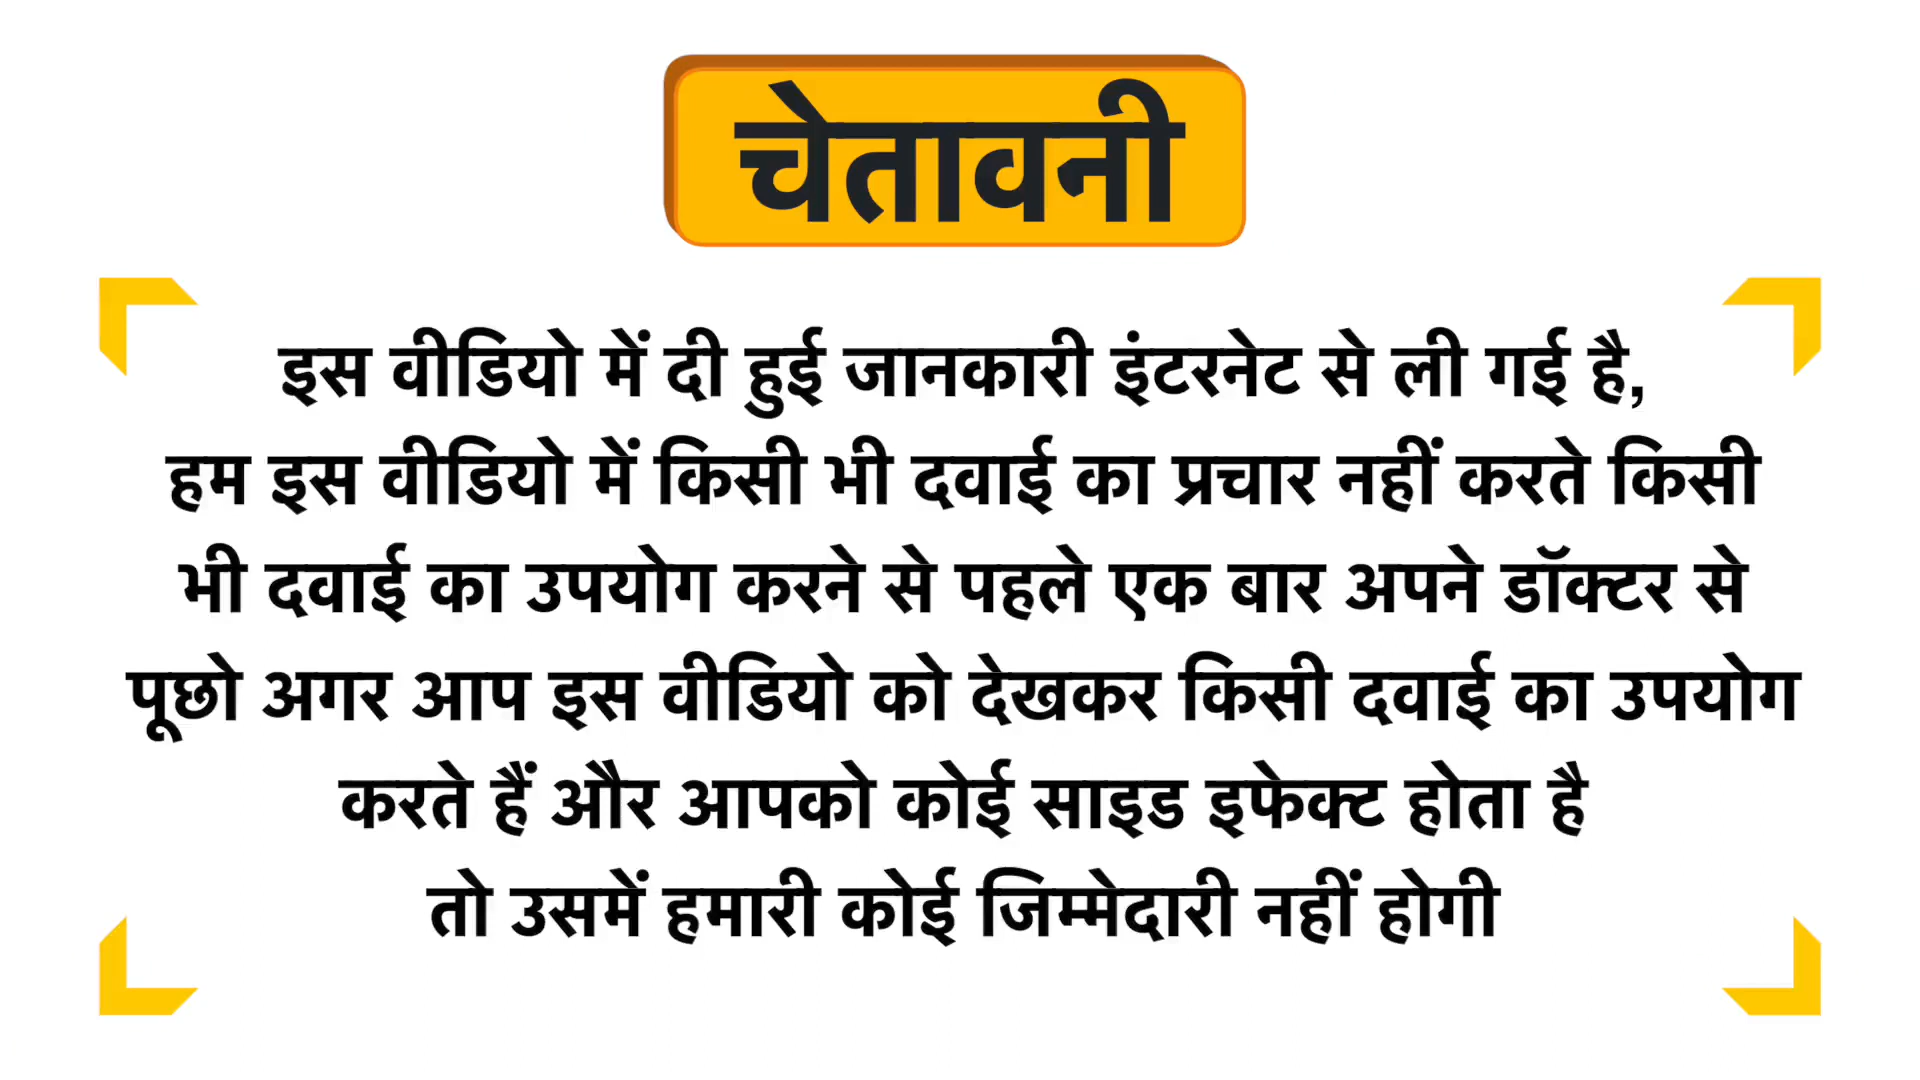 चेतावनी
इस वीडियो में दी हुई जानकारी इंटरनेट से ली गई है,
हम इस वीडियो में किसी भी दवाई का प्रचार नहीं करते किसी
भी दवाई का उपयोग करने से पहले एक बार अपने डॉक्टर से
पूछो अगर आप इस वीडियो को देखकर किसी दवाई का उपयोग
करते हैं और आपको कोई साइड इफेक्ट होता है
तो उसमें हमारी कोई जिम्मेदारी नहीं होगी